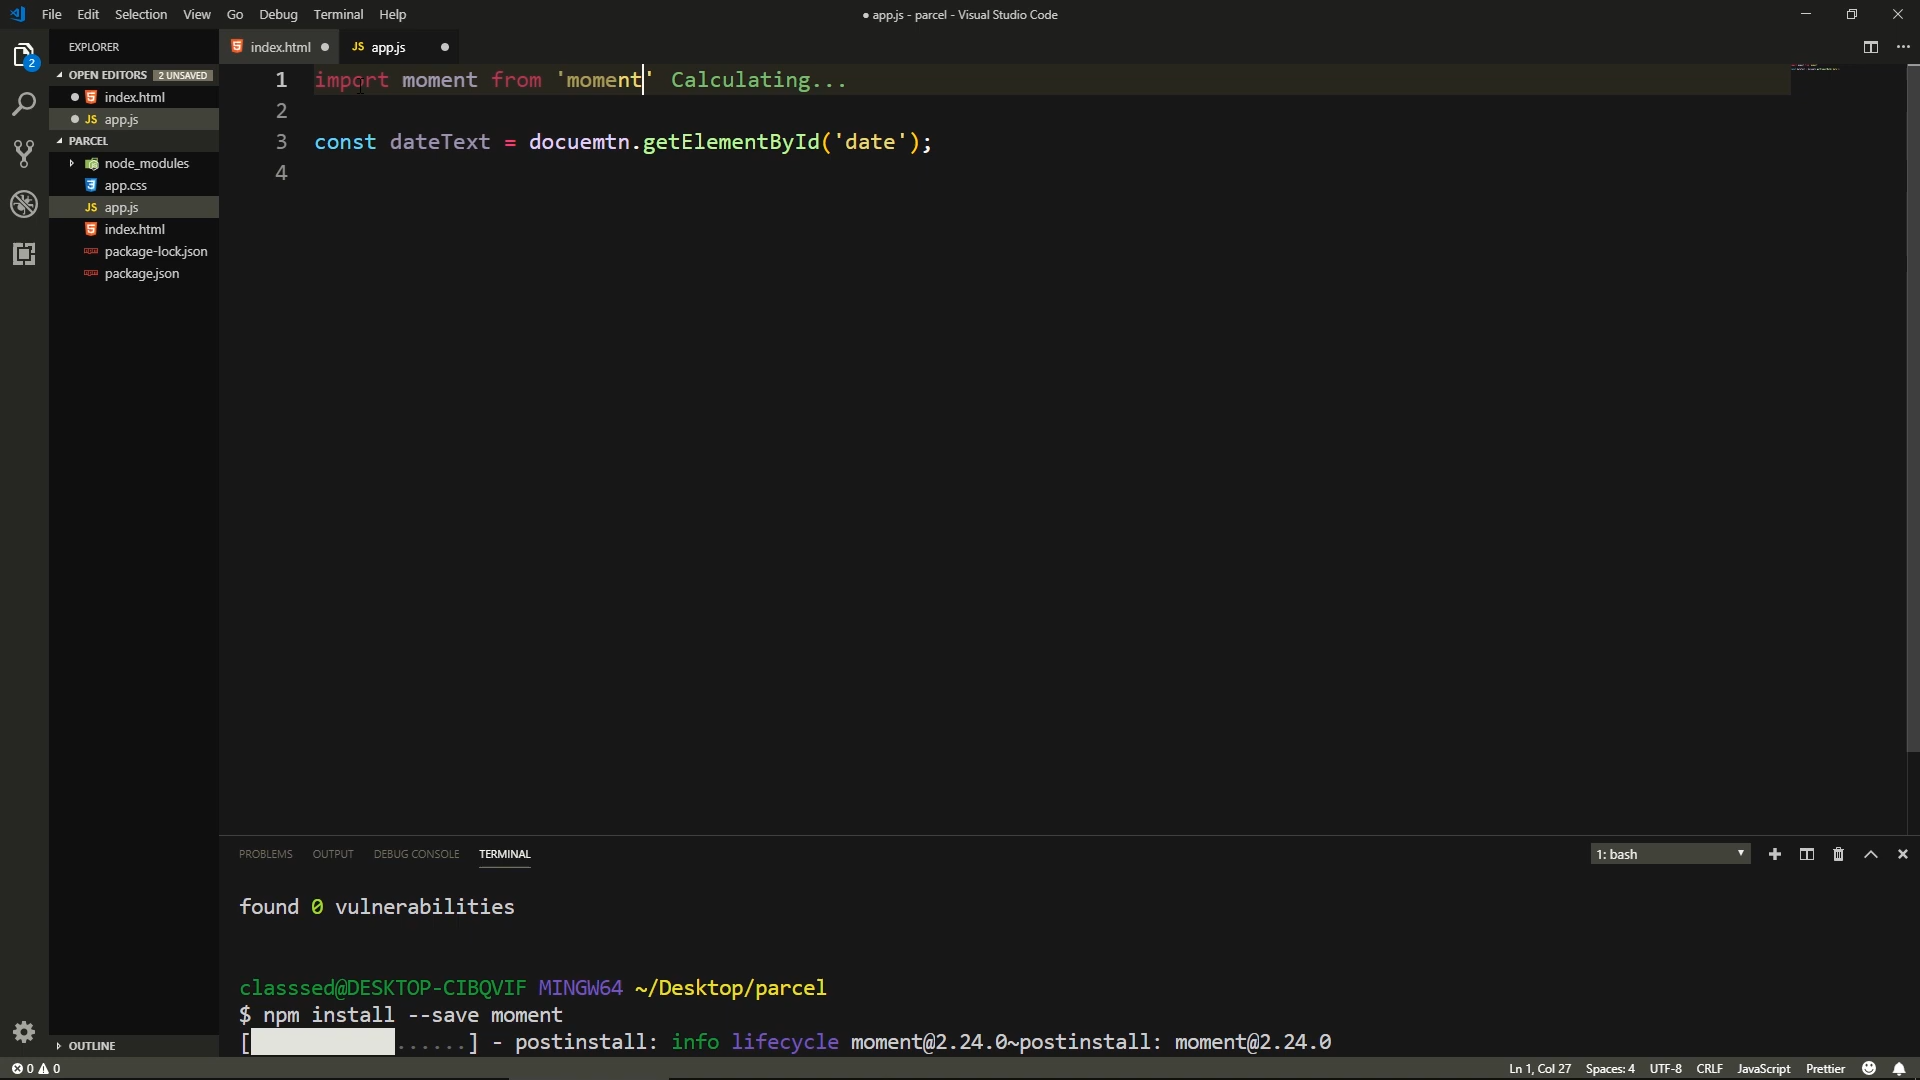 File Edit Selection View Go Debug Terminal Help
● app.js - parcel - Visual Studio Code
EXPLORER
index.html
JS app.js
OPEN EDITORS 2 UNSAVED
index.html
JS app.js
PARCEL
node_modules
app.css
JS app.js
index.html
package-lock.json
package.json
OUTLINE
2
1 import moment from 'moment' Calculating...
2
3 const dateText = docuemtn.getElementById('date');
4
PROBLEMS OUTPUT DEBUG CONSOLE TERMINAL
1: bash
found 0 vulnerabilities
classsed@DESKTOP-CIBQVIF MINGW64 ~/Desktop/parcel
$ npm install --save moment
[ ......] - postinstall: info lifecycle moment@2.24.0~postinstall: moment@2.24.0
0 0
Ln 1, Col 27 Spaces: 4 UTF-8 CRLF JavaScript Prettier